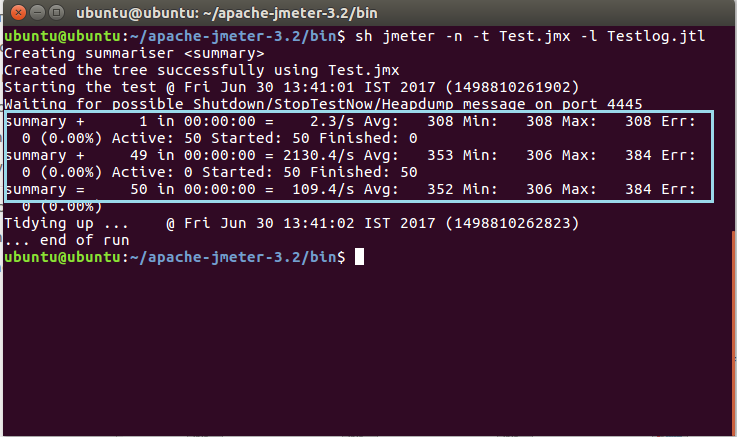 ubuntu@ubuntu: ~/apache-jmeter-3.2/bin
ubuntu@ubuntu:~/apache-jmeter-3.2/bin$ sh jmeter -n -t Test.jmx -l Testlog.jtl
Creating summariser <summary>
Created the tree successfully using Test.jmx
Starting the test @ Fri Jun 30 13:41:01 IST 2017 (1498810261902)
Waiting for possible Shutdown/StopTestNow/Heapdump message on port 4445
summary +      1 in 00:00:00 =    2.3/s Avg:   308 Min:   308 Max:   308 Err:
  0 (0.00%) Active: 50 Started: 50 Finished: 0
summary +     49 in 00:00:00 = 2130.4/s Avg:   353 Min:   306 Max:   384 Err:
  0 (0.00%) Active: 0 Started: 50 Finished: 50
summary =     50 in 00:00:00 =  109.4/s Avg:   352 Min:   306 Max:   384 Err:
  0 (0.00%)
Tidying up ...    @ Fri Jun 30 13:41:02 IST 2017 (1498810262823)
... end of run
ubuntu@ubuntu:~/apache-jmeter-3.2/bin$